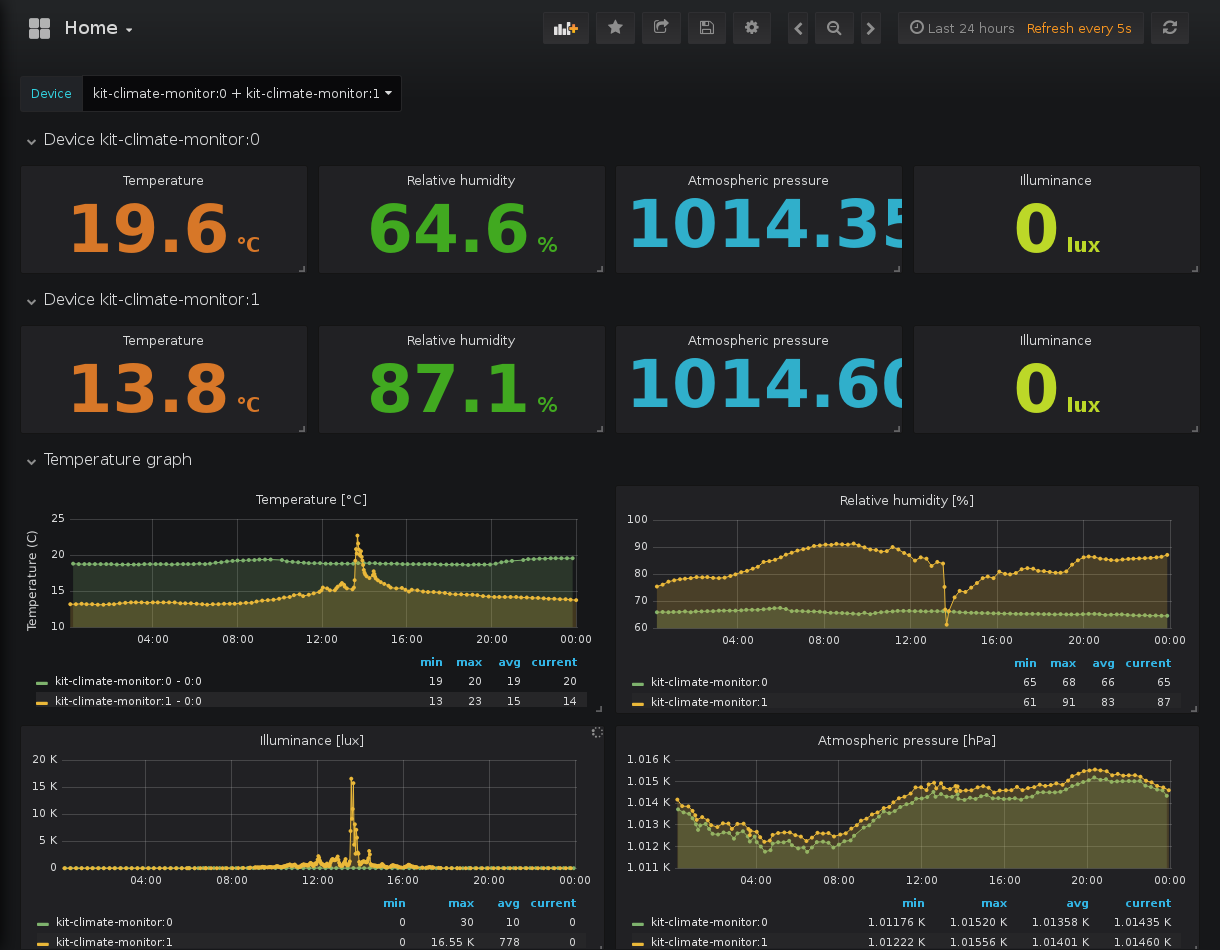 Home
Last 24 hours Refresh every 5s
Device kit-climate-monitor:0 + kit-climate-monitor:1
Device kit-climate-monitor:0
Temperature Relative humidity Atmospheric pressure Illuminance
19.6 °C 64.6 % 1014.35 0 lux
Device kit-climate-monitor:1
Temperature Relative humidity Atmospheric pressure Illuminance
13.8 °C 87.1 % 1014.60 0 lux
Temperature graph
Temperature [°C]
Temperature (C)
25
20
15
10
04:00 08:00 12:00 16:00 20:00 00:00
min max avg current
kit-climate-monitor:0 - 0:0 19 20 19 20
kit-climate-monitor:1 - 0:0 13 23 15 14
Relative humidity [%]
100
90
80
70
60
04:00 08:00 12:00 16:00 20:00 00:00
min max avg current
kit-climate-monitor:0 65 68 66 65
kit-climate-monitor:1 61 91 83 87
Illuminance [lux]
20 K
15 K
10 K
5 K
0
04:00 08:00 12:00 16:00 20:00 00:00
min max avg current
kit-climate-monitor:0 0 30 10 0
kit-climate-monitor:1 0 16.55 K 778 0
Atmospheric pressure [hPa]
1.016 K
1.015 K
1.014 K
1.013 K
1.012 K
1.011 K
04:00 08:00 12:00 16:00 20:00 00:00
min max avg current
kit-climate-monitor:0 1.01176 K 1.01520 K 1.01358 K 1.01435 K
kit-climate-monitor:1 1.01222 K 1.01556 K 1.01401 K 1.01460 K